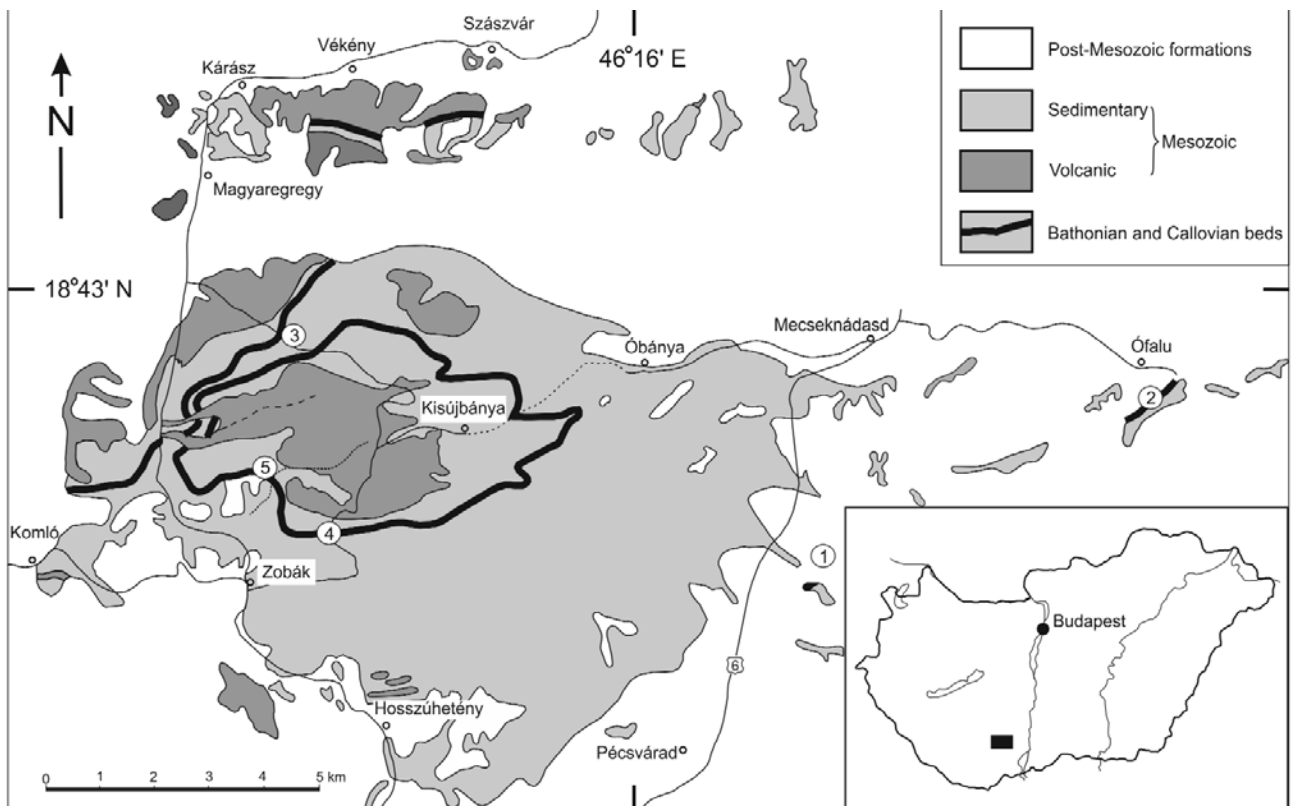 Szászvár
46°16' E
Vékény
Kárász
N
Magyaregregy
Post-Mesozoic formations
Sedimentary
Mesozoic
Volcanic
Bathonian and Callovian beds
18°43' N
3
Mecseknádasd
Óbánya
Ófalu
2
Kisújbánya
5
4
Komló
Zobák
1
Budapest
6
Hosszúhetény
Pécsvárad
0 1 2 3 4 5 km